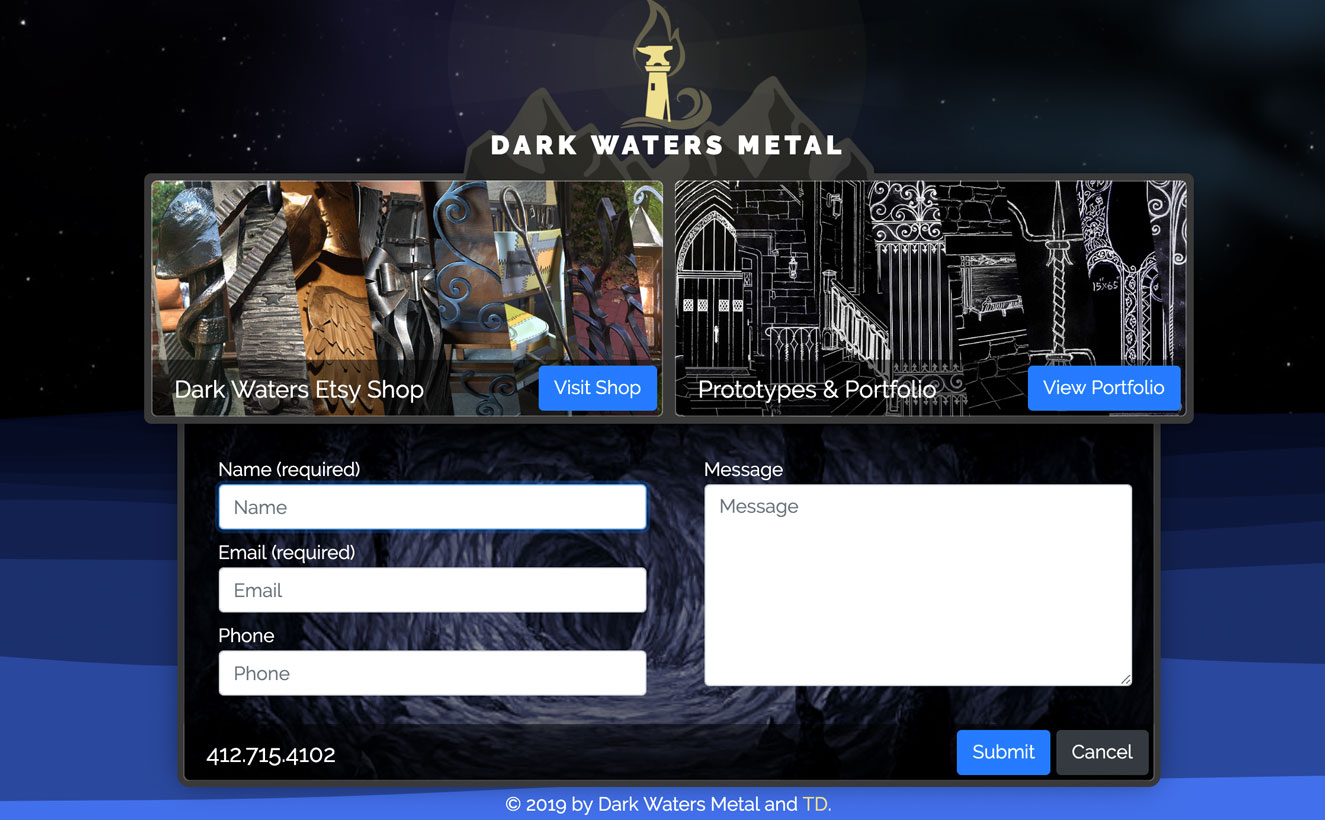 DARK WATERS METAL
Dark Waters Etsy Shop
Visit Shop
15X65
Prototypes & Portfolio
View Portfolio
Name (required)
Name
Email (required)
Email
Phone
Phone
Message
Message
412.715.4102
Submit
Cancel
© 2019 by Dark Waters Metal and TD.